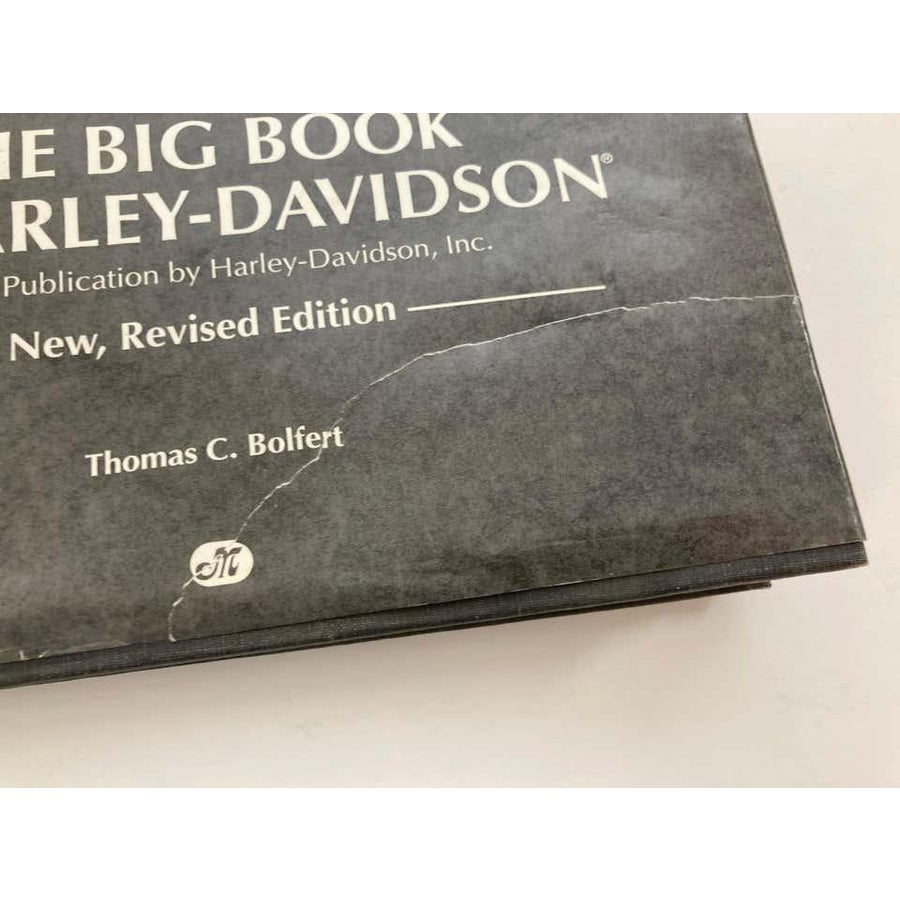 HE BIG BOOK
ARLEY-DAVIDSON®
Publication by Harley-Davidson, Inc.
New, Revised Edition
Thomas C. Bolfert
M